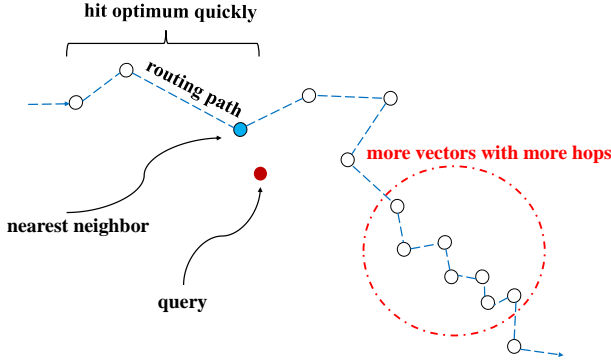 hit optimum quickly
routing path
more vectors with more hops
nearest neighbor
query